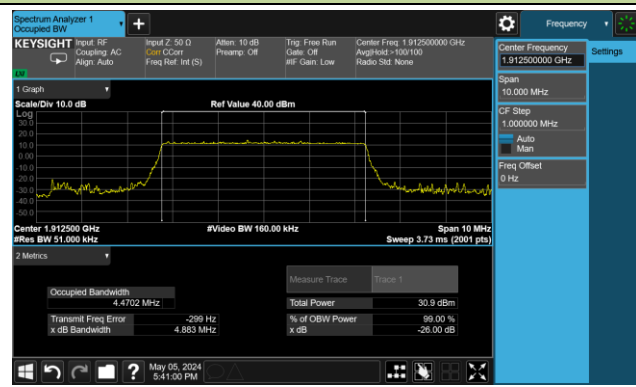 Spectrum Analyzer 1
Occupied BW
Frequency
KEYSIGHT
Input: RF
Coupling: AC
Align: Auto
Input Z: 50 Ω
Corr CCorr
Freq Ref: Int (S)
Atten: 10 dB
Preamp: Off
Trig: Free Run
Gate: Off
#IF Gain: Low
Center Freq: 1.912500000 GHz
Avg|Hold:>100/100
Radio Std: None
LW
Center Frequency
1.912500000 GHz
Settings
Span
10.000 MHz
CF Step
1.000000 MHz
Auto
Man
Freq Offset
0 Hz
1 Graph
Scale/Div 10.0 dB
Ref Value 40.00 dBm
Log
30.0
20.0
10.0
0.00
-10.0
-20.0
-30.0
-40.0
-50.0
Center 1.912500 GHz
#Video BW 160.00 kHz
Span 10 MHz
#Res BW 51.000 kHz
Sweep 3.73 ms (2001 pts)
2 Metrics
Measure Trace
Trace 1
Occupied Bandwidth
4.4702 MHz
Total Power
30.9 dBm
Transmit Freq Error
-299 Hz
% of OBW Power
99.00 %
x dB Bandwidth
4.883 MHz
x dB
-26.00 dB
?
May 05, 2024
5:41:00 PM